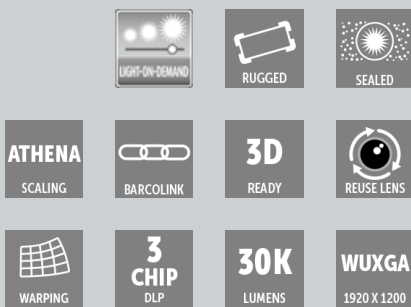 LIGHT-ON-DEMAND
RUGGED
SEALED
ATHENA
SCALING
BARCOLINK
3D
READY
REUSE LENS
WARPING
3
CHIP
DLP
30K
LUMENS
WUXGA
1920 X 1200